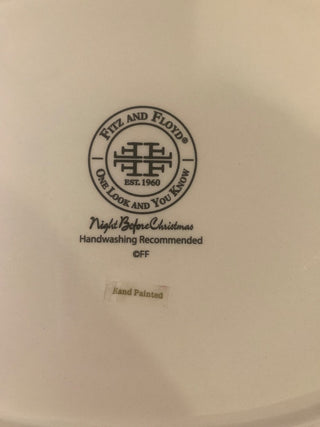 FITZ AND FLOYD®
EST. 1960
ONE LOOK AND YOU KNOW
Night Before Christmas
Handwashing Recommended
©FF
Hand Painted